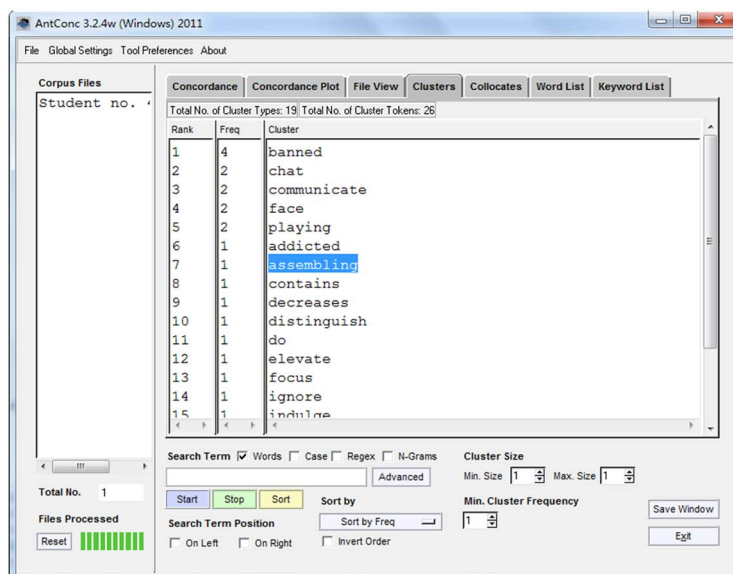 AntConc 3.2.4w (Windows) 2011
File Global Settings Tool Preferences About
Corpus Files
Student no.
Total No. 1
Files Processed
Reset
Concordance Concordance Plot File View Clusters Collocates Word List Keyword List
Total No. of Cluster Types: 19 Total No. of Cluster Tokens: 26
Rank Freq Cluster
1 4 banned
2 2 chat
3 2 communicate
4 2 face
5 2 playing
6 1 addicted
7 1 assembling
8 1 contains
9 1 decreases
10 1 distinguish
11 1 do
12 1 elevate
13 1 focus
14 1 ignore
15 1 indulge
Search Term Words Case Regex N-Grams
Advanced
Start Stop Sort
Search Term Position
On Left On Right
Sort by
Sort by Freq
Invert Order
Cluster Size
Min. Size 1 Max. Size 1
Min. Cluster Frequency
1
Save Window
Exit